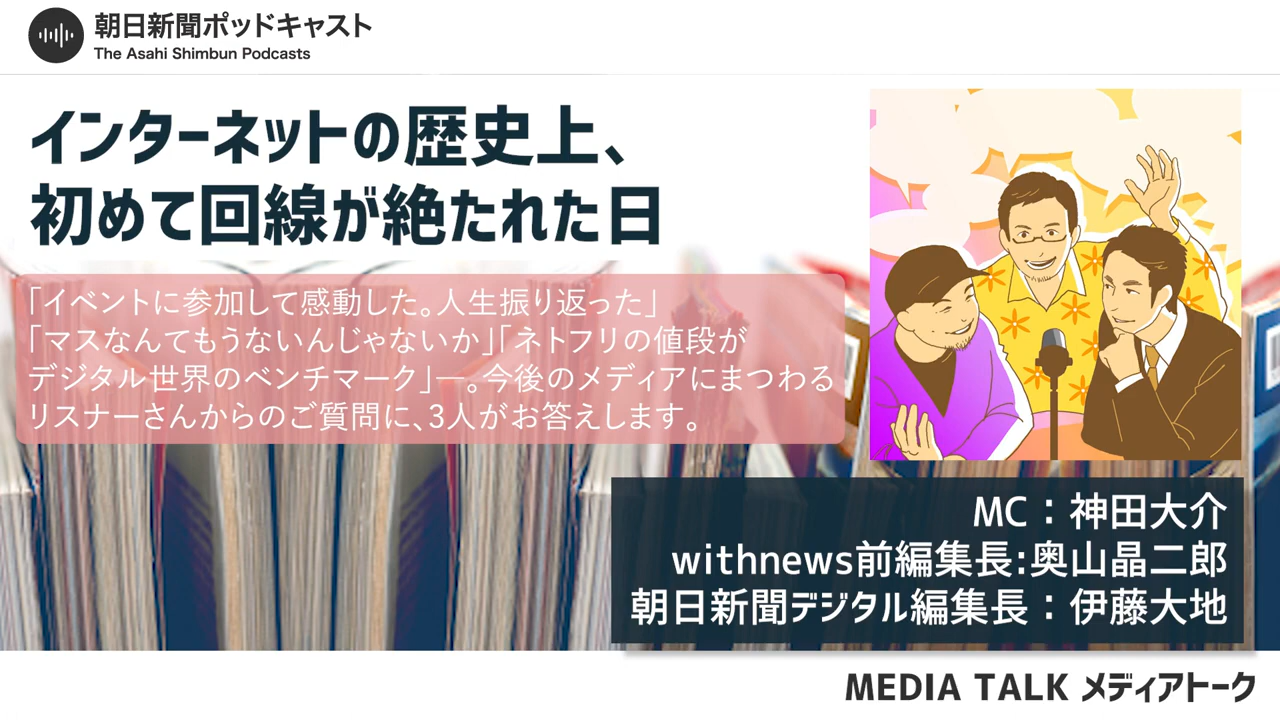 朝日新聞ポッドキャスト
The Asahi Shimbun Podcasts
インターネットの歴史上、
初めて回線が絶たれた日
「イベントに参加して感動した。人生振り返った」
「マスなんてもうないんじゃないか」「ネトフリの値段が
デジタル世界のベンチマーク」―。今後のメディアにまつわる
リスナーさんからのご質問に、3人がお答えします。
MC：神田大介
withnews前編集長:奥山晶二郎
朝日新聞デジタル編集長：伊藤大地
MEDIA TALK メディアトーク